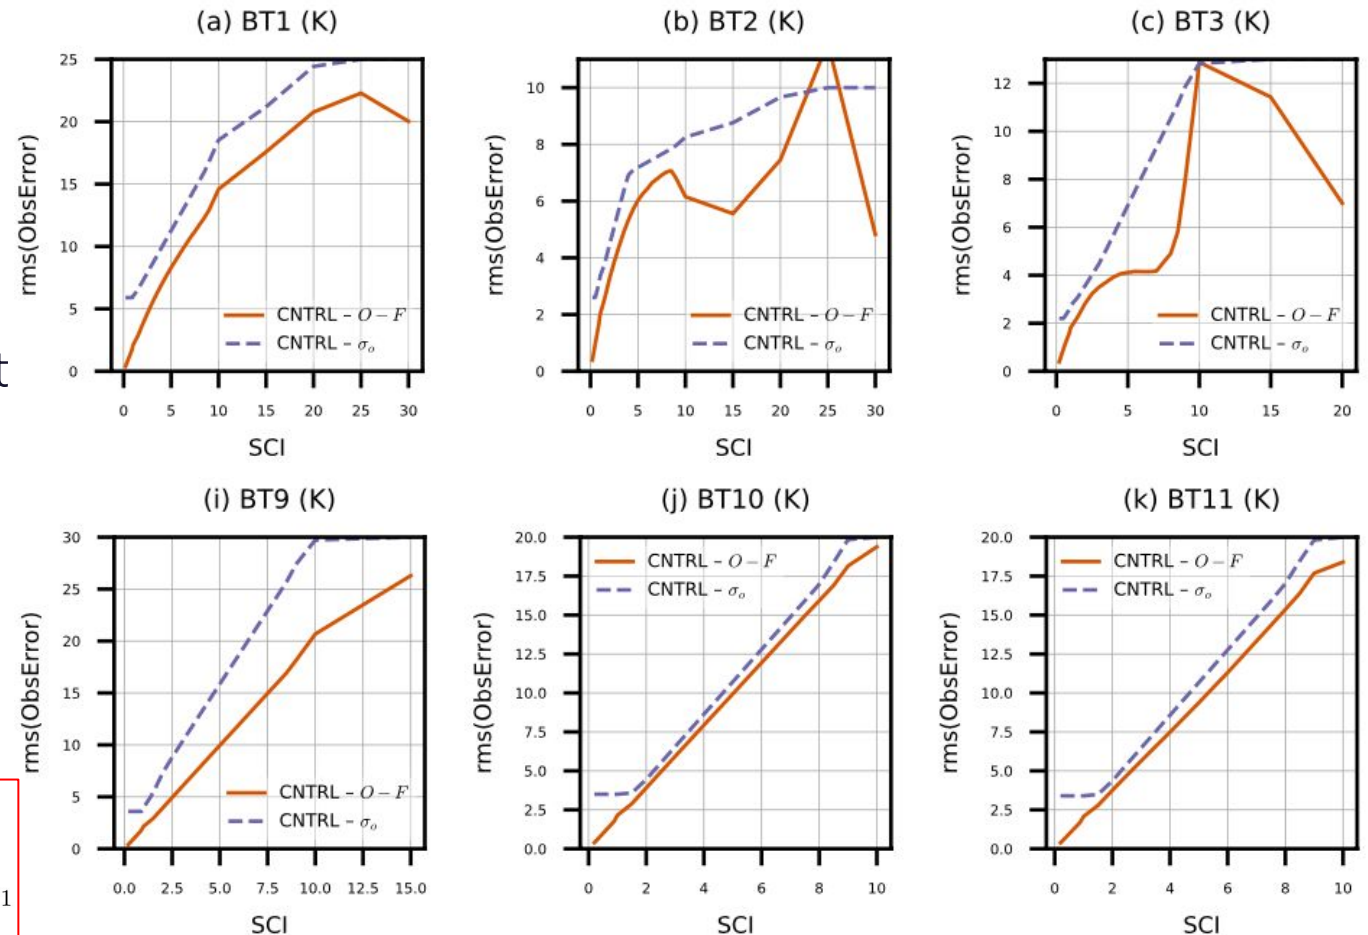 (a) BT1 (K)
rms(ObsError)
25
20
15
10
5
0
CNTRL – O − F
CNTRL – σₒ
0 5 10 15 20 25 30
SCI
(b) BT2 (K)
rms(ObsError)
10
8
6
4
2
0
CNTRL – O − F
CNTRL – σₒ
0 5 10 15 20 25 30
SCI
(c) BT3 (K)
rms(ObsError)
12
10
8
6
4
2
0
CNTRL – O − F
CNTRL – σₒ
0 5 10 15 20
SCI
t
(i) BT9 (K)
rms(ObsError)
30
25
20
15
10
5
0
CNTRL – O − F
CNTRL – σₒ
0.0 2.5 5.0 7.5 10.0 12.5 15.0
SCI
(j) BT10 (K)
rms(ObsError)
20.0
17.5
15.0
12.5
10.0
7.5
5.0
2.5
0.0
CNTRL – O − F
CNTRL – σₒ
0 2 4 6 8 10
SCI
(k) BT11 (K)
rms(ObsError)
20.0
17.5
15.0
12.5
10.0
7.5
5.0
2.5
0.0
CNTRL – O − F
CNTRL – σₒ
0 2 4 6 8 10
SCI
1